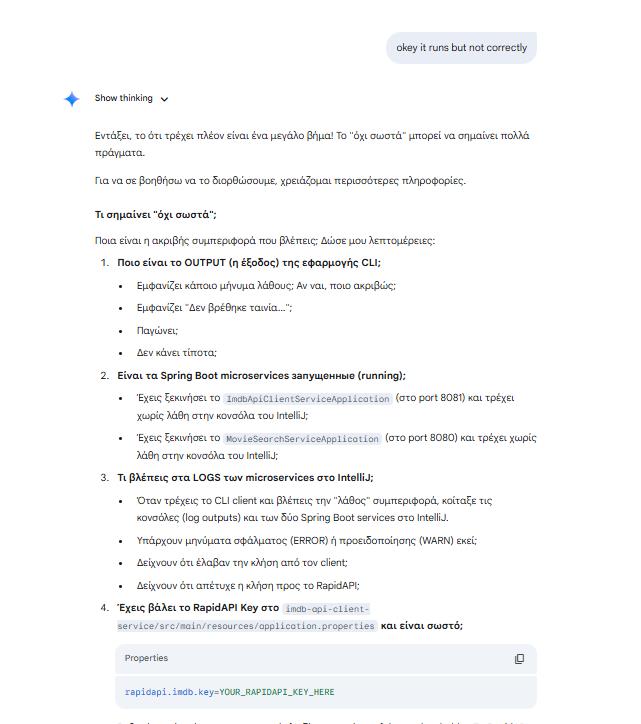 okey it runs but not correctly
Show thinking
Εντάξει, το ότι τρέχει πλέον είναι ένα μεγάλο βήμα! Το "όχι σωστά" μπορεί να σημαίνει πολλά
πράγματα.
Για να σε βοηθήσω να το διορθώσουμε, χρειάζομαι περισσότερες πληροφορίες.
Τι σημαίνει "όχι σωστά";
Ποια είναι η ακριβής συμπεριφορά που βλέπεις; Δώσε μου λεπτομέρειες:
1. Ποιο είναι το OUTPUT (η έξοδος) της εφαρμογής CLI;
• Εμφανίζει κάποιο μήνυμα λάθους; Αν ναι, ποιο ακριβώς;
• Εμφανίζει "Δεν βρέθηκε ταινία...";
• Παγώνει;
• Δεν κάνει τίποτα;
2. Είναι τα Spring Boot microservices запущенные (running);
• Έχεις ξεκινήσει το ImdbApiClientServiceApplication (στο port 8081) και τρέχει
χωρίς λάθη στην κονσόλα του IntelliJ;
• Έχεις ξεκινήσει το MovieSearchServiceApplication (στο port 8080) και τρέχει χωρίς
λάθη στην κονσόλα του IntelliJ;
3. Τι βλέπεις στα LOGS των microservices στο IntelliJ;
• Όταν τρέχεις το CLI client και βλέπεις την "λάθος" συμπεριφορά, κοίταξε τις
κονσόλες (log outputs) και των δύο Spring Boot services στο IntelliJ.
• Υπάρχουν μηνύματα σφάλματος (ERROR) ή προειδοποίησης (WARN) εκεί;
• Δείχνουν ότι έλαβαν την κλήση από τον client;
• Δείχνουν ότι απέτυχε η κλήση προς το RapidAPI;
4. Έχεις βάλει το RapidAPI Key στο imdb-api-client-
service/src/main/resources/application.properties και είναι σωστό;
Properties
rapidapi.imdb.key=YOUR_RAPIDAPI_KEY_HERE